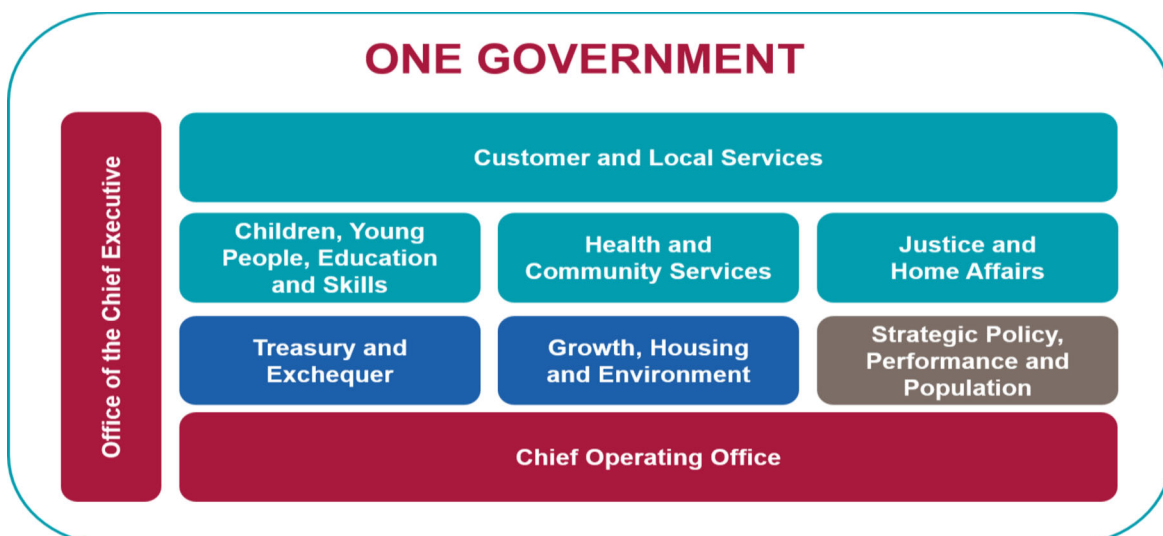 ONE GOVERNMENT
Office of the Chief Executive
Customer and Local Services
Children, Young
People, Education
and Skills
Health and
Community Services
Justice and
Home Affairs
Treasury and
Exchequer
Growth, Housing
and Environment
Strategic Policy,
Performance and
Population
Chief Operating Office